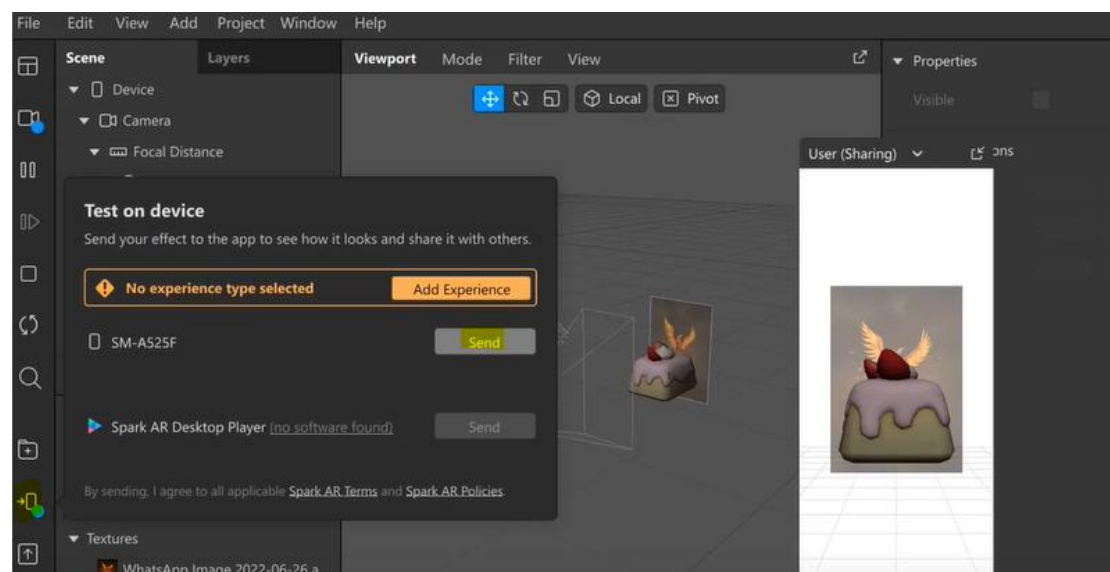 File Edit View Add Project Window Help
Scene Layers
Viewport Mode Filter View
Properties
Device
Local Pivot
Visible
Camera
Focal Distance
User (Sharing)
ons
Test on device
Send your effect to the app to see how it looks and share it with others.
No experience type selected Add Experience
SM-A525F Send
Spark AR Desktop Player (no software found) Send
By sending, I agree to all applicable Spark AR Terms and Spark AR Policies.
Textures
WhatsApp Image 2022-06-26 a